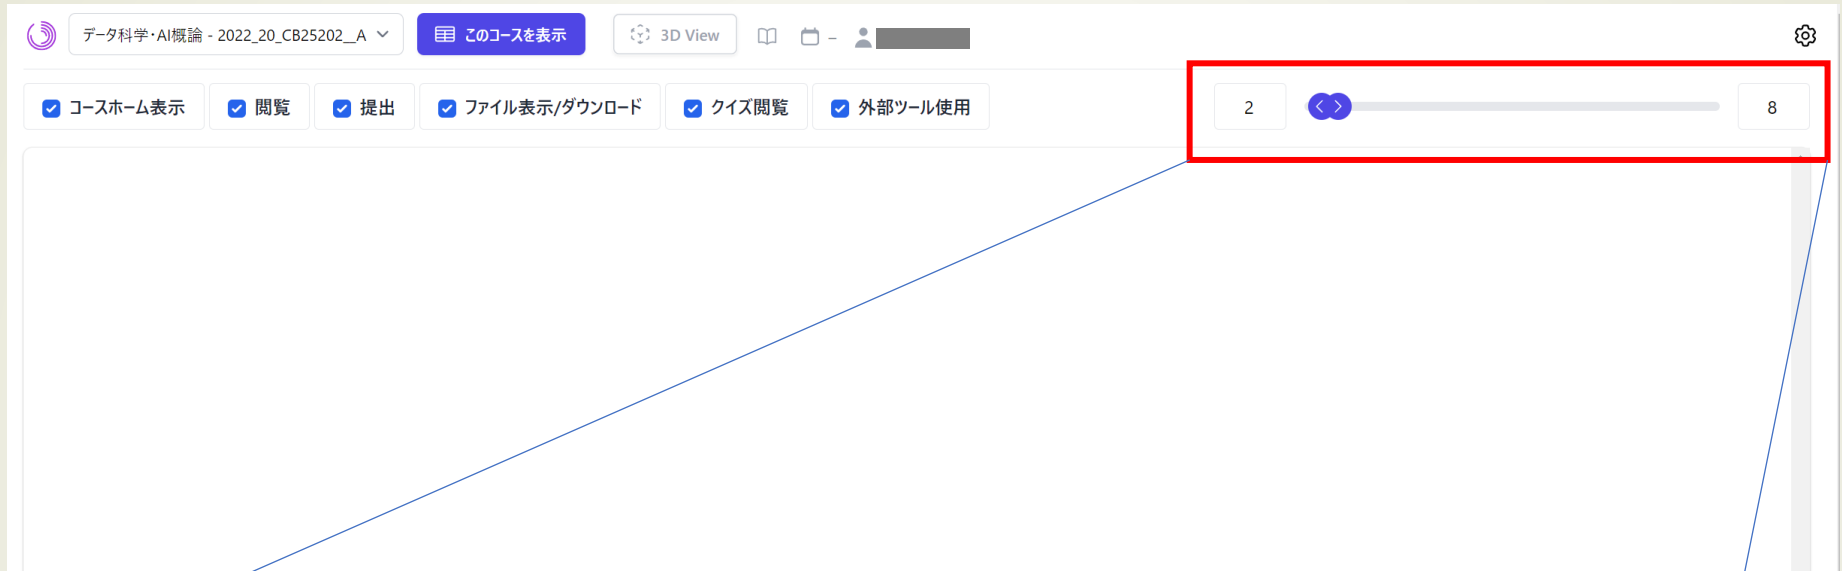 データ科学・AI概論 - 2022_20_CB25202__A このコースを表示 3D View –
コースホーム表示 閲覧 提出 ファイル表示/ダウンロード クイズ閲覧 外部ツール使用 2 8